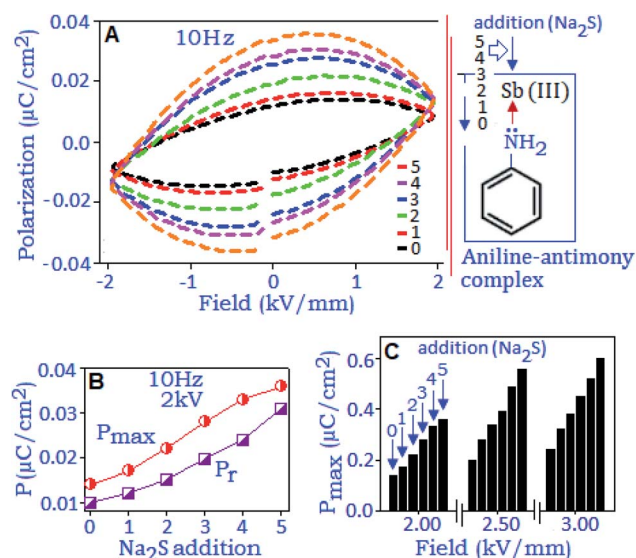 A
10Hz
Polarization (µC/cm²)
0.04
0.02
0.0
-0.02
-0.04
-2
-1
0
1
2
Field (kV/mm)
5
4
3
2
1
0
addition (Na₂S)
5
4
3
2
1
0
Sb (III)
N̈H₂
Aniline-antimony
complex
B
10Hz
2kV
P (µC/cm²)
0.04
0.03
0.02
0.01
Pmax
Pr
0 1 2 3 4 5
Na₂S addition
C
addition (Na₂S)
Pmax (µC/cm²)
0.6
0.4
0.2
0.0
0
1
2
3
4
5
2.00 2.50 3.00
Field (kV/mm)